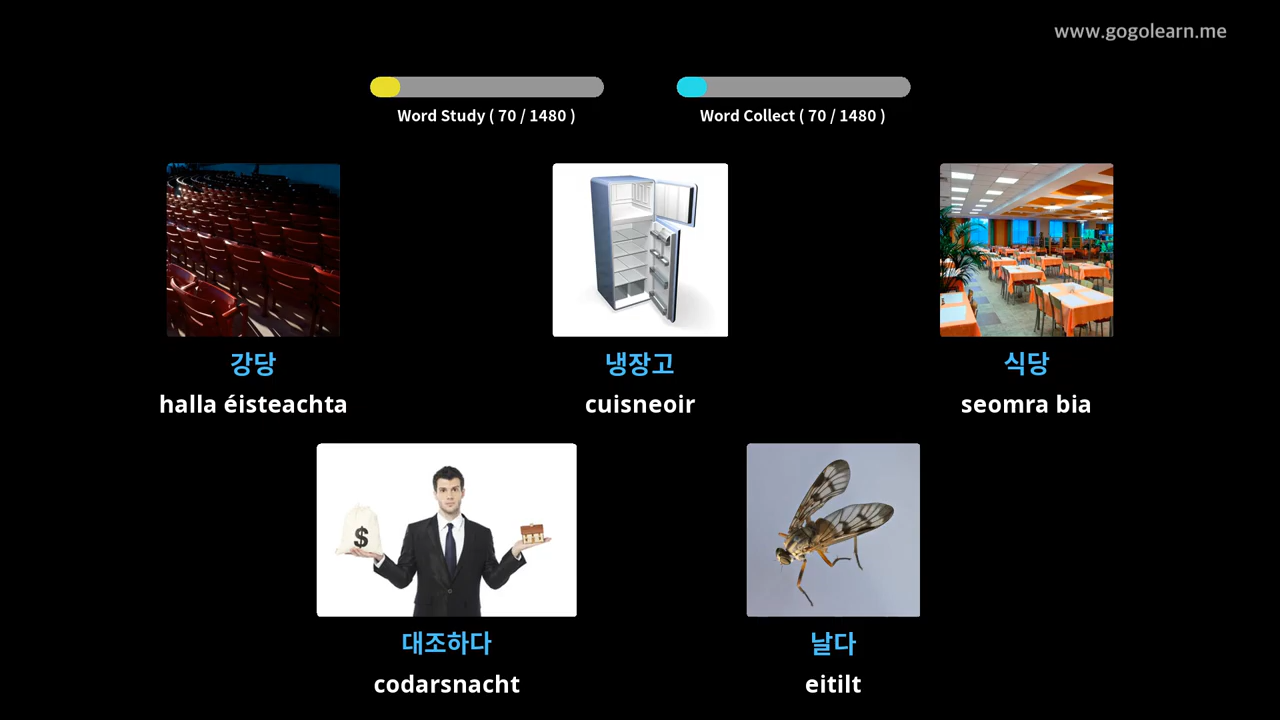 www.gogolearn.me
Word Study ( 70 / 1480 )
Word Collect ( 70 / 1480 )
강당
냉장고
식당
halla éisteachta
cuisneoir
seomra bia
$
대조하다
날다
codarsnacht
eitilt